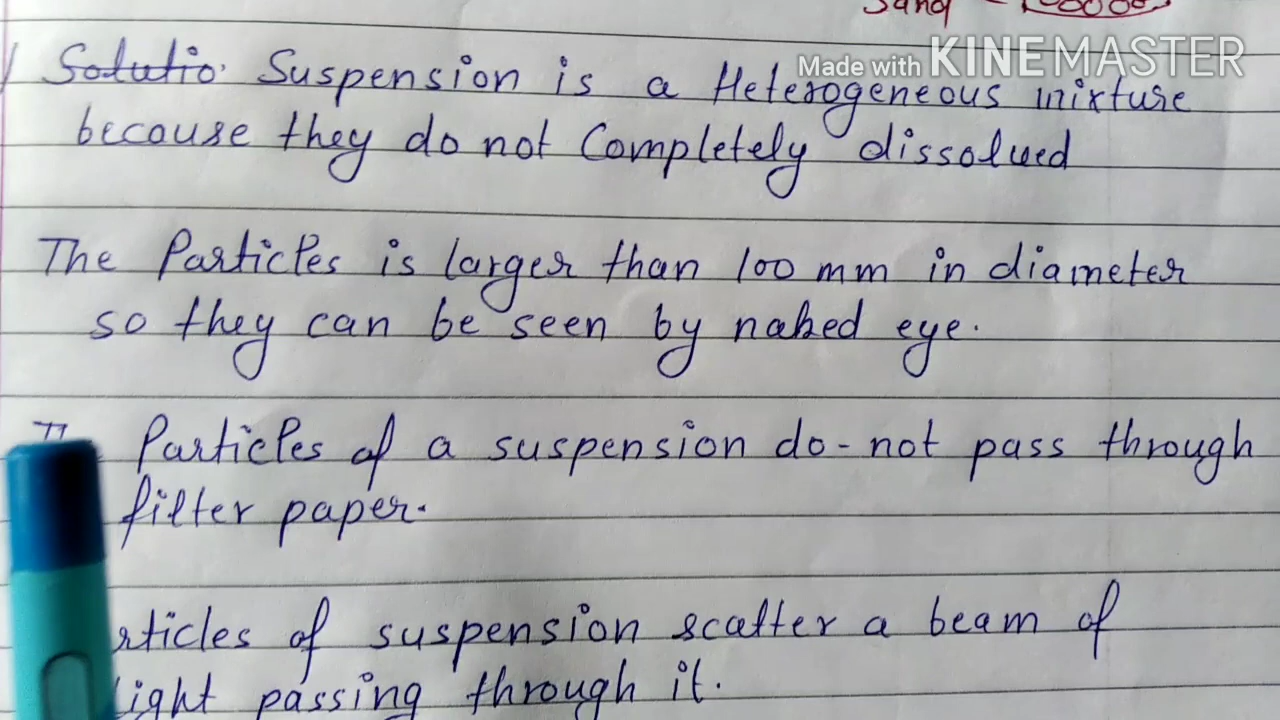 Sand
Made with KINEMASTER
Solutio. Suspension is a Heterogeneous mixture
because they do not Completely dissolved
The Particles is larger than 100 mm in diameter
so they can be seen by naked eye.
Particles of a suspension do-not pass through
filter paper.
rticles of suspension scatter a beam of
light passing through it.